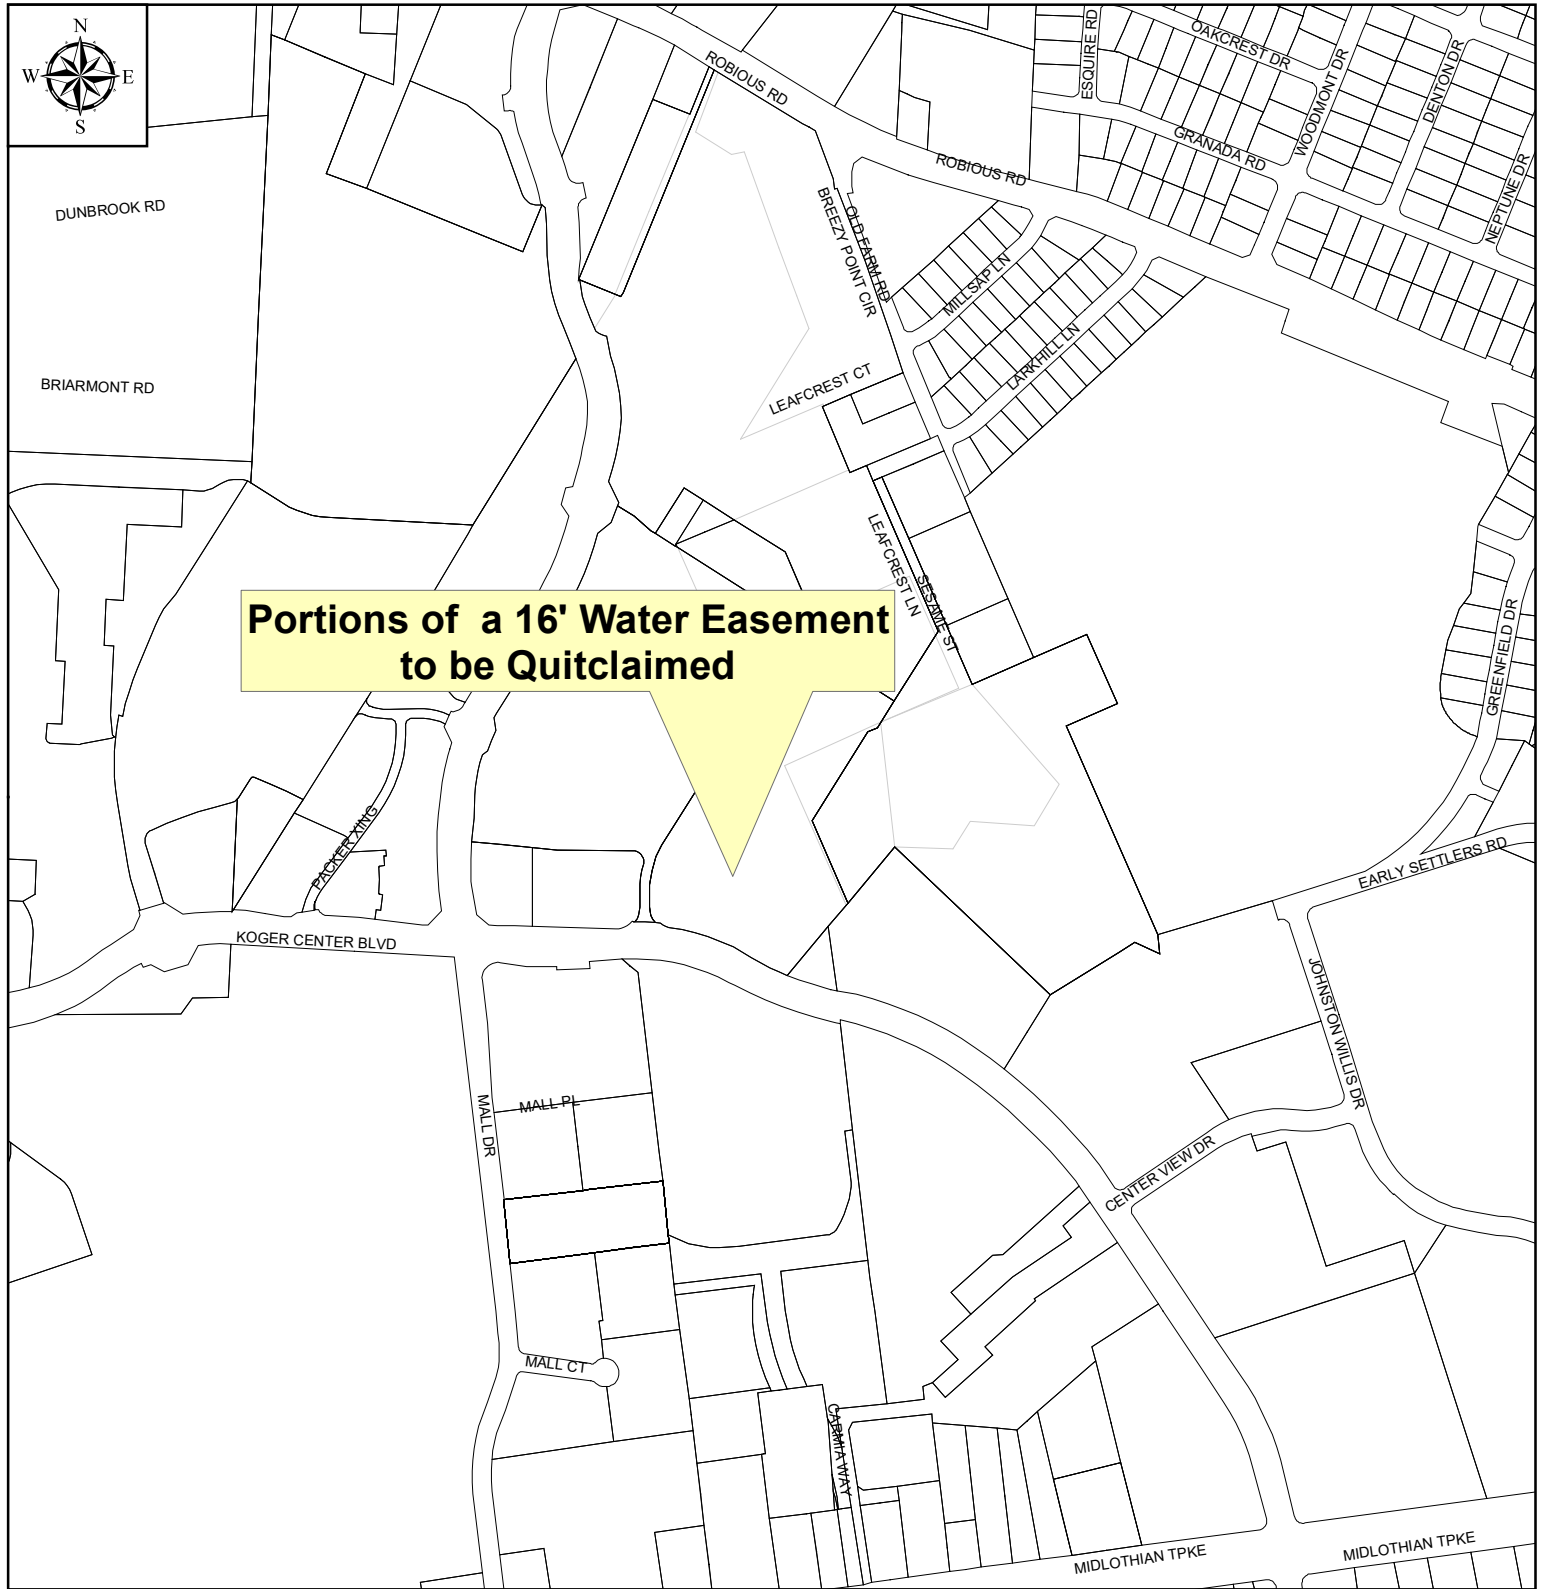 N
W E
S
OAKCREST DR
ESQUIRE RD
WOODMONT DR
DENTON DR
ROBIOUS RD
GRANADA RD
ROBIOUS RD
NEPTUNE DR
DUNBROOK RD
OLD FARM RD
BREEZY POINT CIR
MILLSAP LN
LARKHILL LN
BRIARMONT RD
LEAFCREST CT
LEAFCREST LN
SESAME ST
Portions of a 16' Water Easement
to be Quitclaimed
GREENFIELD DR
PACKER XING
EARLY SETTLERS RD
KOGER CENTER BLVD
JOHNSTON WILLIS DR
MALL PL
MALL DR
CENTER VIEW DR
MALL CT
CARMIA WAY
MIDLOTHIAN TPKE
MIDLOTHIAN TPKE